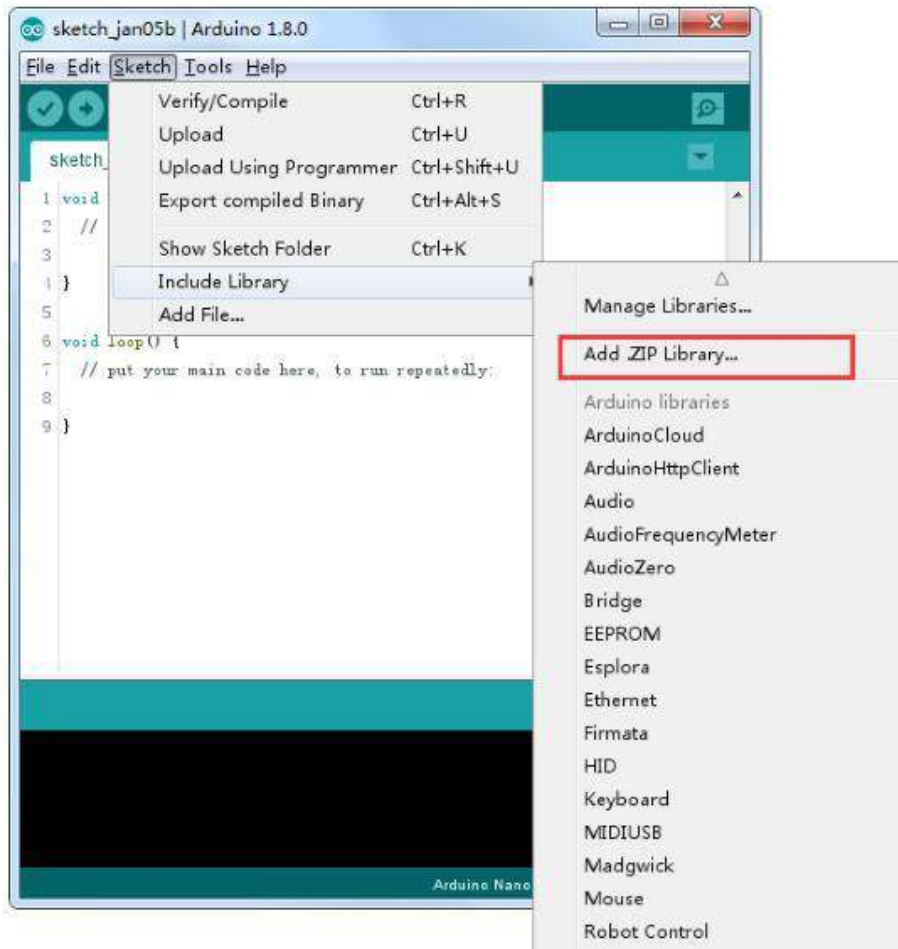 sketch_jan05b | Arduino 1.8.0
File Edit Sketch Tools Help
Verify/Compile Ctrl+R
Upload Ctrl+U
sketch_
Upload Using Programmer Ctrl+Shift+U
1 void
Export compiled Binary Ctrl+Alt+S
2 //
Show Sketch Folder Ctrl+K
3
4 }
Include Library
5
Add File...
6 void loop() {
7 // put your main code here, to run repeatedly:
8
9 }
Manage Libraries...
Add .ZIP Library...
Arduino libraries
ArduinoCloud
ArduinoHttpClient
Audio
AudioFrequencyMeter
AudioZero
Bridge
EEPROM
Esplora
Ethernet
Firmata
HID
Keyboard
MIDIUSB
Madgwick
Mouse
Robot Control
Arduino Nano